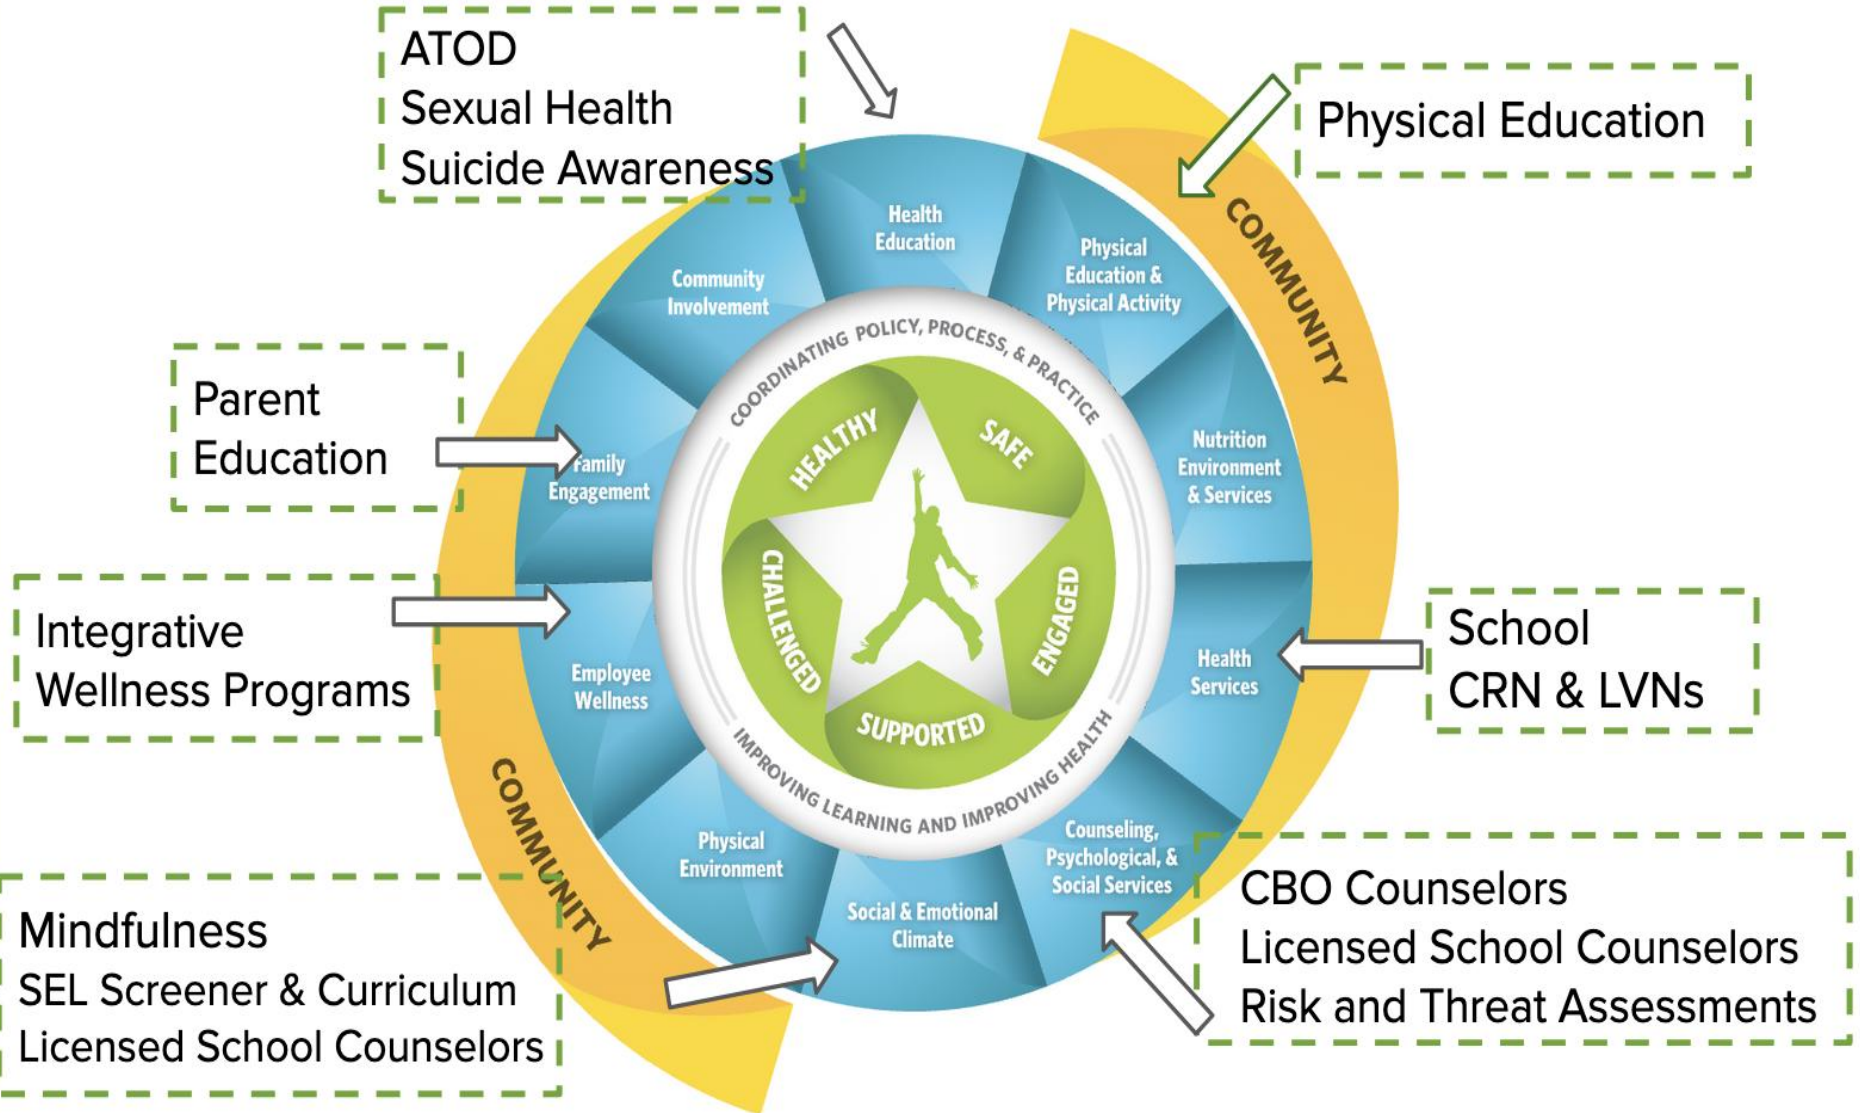 ATOD
Sexual Health
Suicide Awareness
Physical Education
Health
Education
Physical
Education &
Physical Activity
Community
Involvement
COMMUNITY
COORDINATING POLICY, PROCESS, & PRACTICE
Parent
Education
Family
Engagement
HEALTHY
SAFE
Nutrition
Environment
& Services
CHALLENGED
ENGAGED
SUPPORTED
Integrative
Wellness Programs
Employee
Wellness
Health
Services
School
CRN & LVNs
IMPROVING LEARNING AND IMPROVING HEALTH
COMMUNITY
Physical
Environment
Social & Emotional
Climate
Counseling,
Psychological, &
Social Services
Mindfulness
SEL Screener & Curriculum
Licensed School Counselors
CBO Counselors
Licensed School Counselors
Risk and Threat Assessments